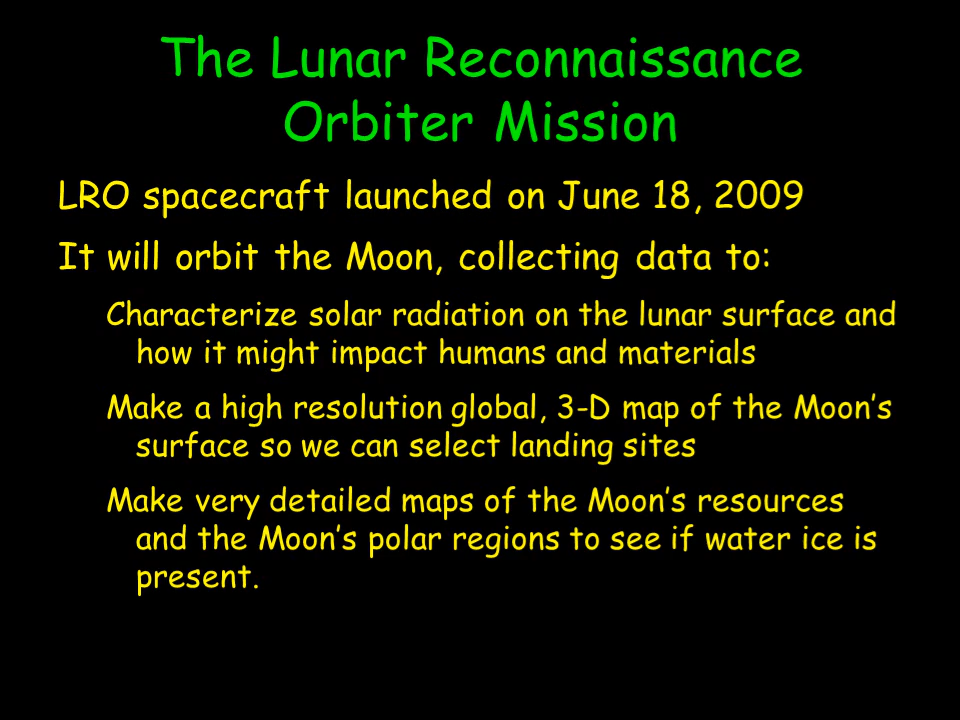 The Lunar Reconnaissance
Orbiter Mission
LRO spacecraft launched on June 18, 2009
It will orbit the Moon, collecting data to:
Characterize solar radiation on the lunar surface and
how it might impact humans and materials
Make a high resolution global, 3-D map of the Moon’s
surface so we can select landing sites
Make very detailed maps of the Moon’s resources
and the Moon’s polar regions to see if water ice is
present.